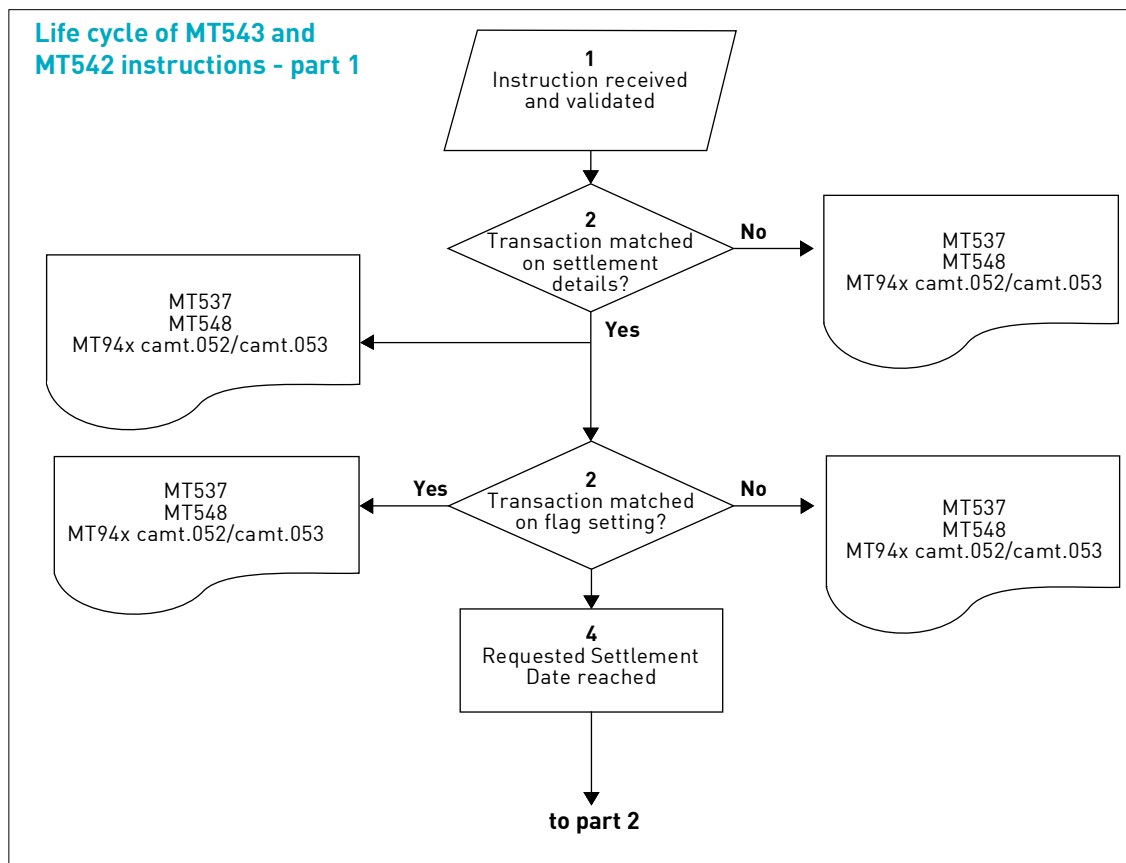 Life cycle of MT543 and
MT542 instructions - part 1
1
Instruction received
and validated
2
Transaction matched
on settlement
details?
No
MT537
MT548
MT94x camt.052/camt.053
Yes
MT537
MT548
MT94x camt.052/camt.053
2
Transaction matched
on flag setting?
Yes
MT537
MT548
MT94x camt.052/camt.053
No
MT537
MT548
MT94x camt.052/camt.053
4
Requested Settlement
Date reached
to part 2